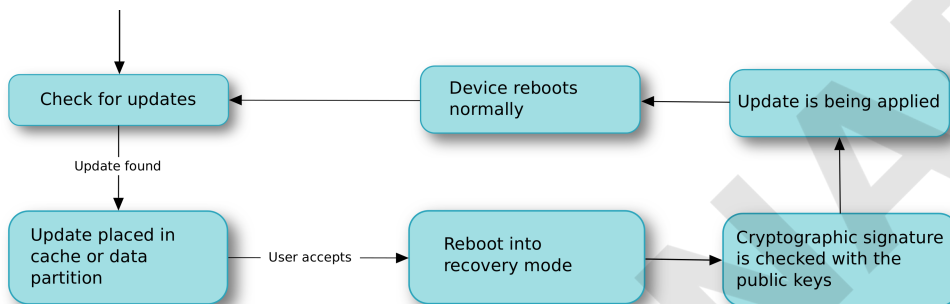 Check for updates
Device reboots
normally
Update is being applied
Update found
Update placed in
cache or data
partition
User accepts
Reboot into
recovery mode
Cryptographic signature
is checked with the
public keys